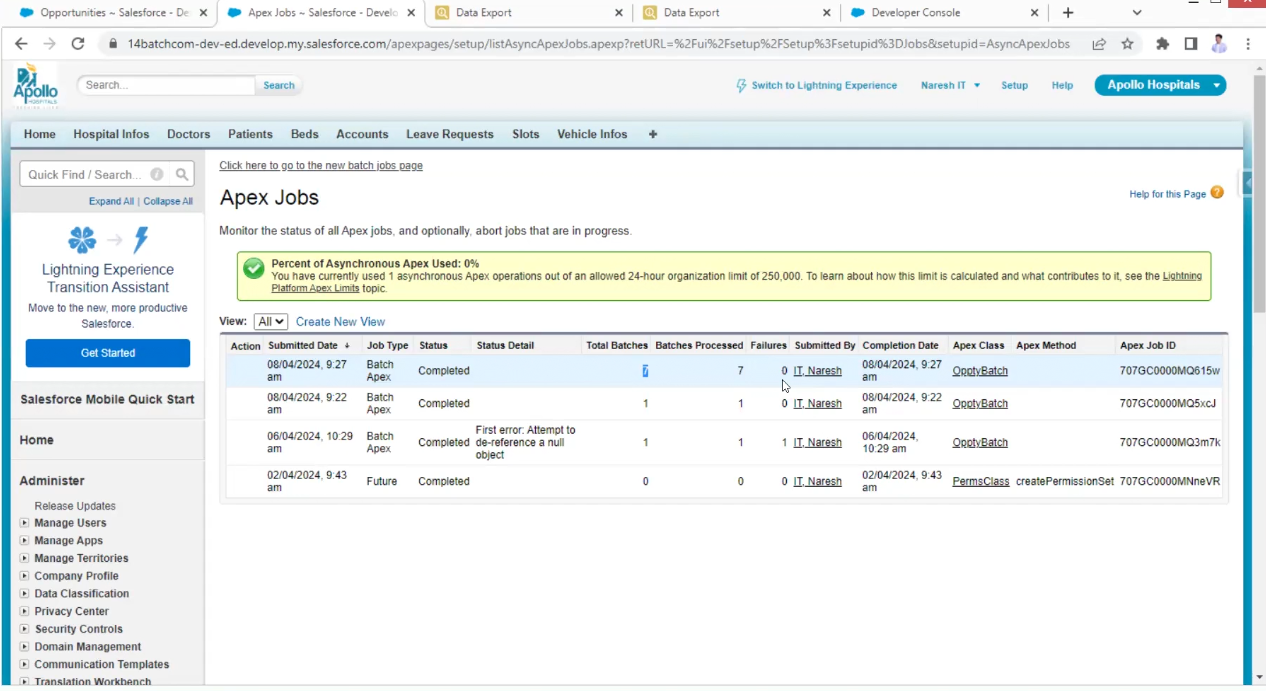 Opportunities ~ Salesforce - De
Apex Jobs ~ Salesforce - Develo
Data Export
Data Export
Developer Console
14batchcom-dev-ed.develop.my.salesforce.com/apexpages/setup/listAsyncApexJobs.apexp?retURL=%2Fui%2Fsetup%2FSetup%3Fsetupid%3DJobs&setupid=AsyncApexJobs
Apollo
HOSPITALS
Search...
Search
Switch to Lightning Experience
Naresh IT
Setup
Help
Apollo Hospitals
Home Hospital Infos Doctors Patients Beds Accounts Leave Requests Slots Vehicle Infos +
Quick Find / Search...
Expand All | Collapse All
Lightning Experience
Transition Assistant
Move to the new, more productive
Salesforce.
Get Started
Salesforce Mobile Quick Start
Home
Administer
Release Updates
Manage Users
Manage Apps
Manage Territories
Company Profile
Data Classification
Privacy Center
Security Controls
Domain Management
Communication Templates
Translation Workbench
Click here to go to the new batch jobs page
Apex Jobs
Help for this Page
Monitor the status of all Apex jobs, and optionally, abort jobs that are in progress.
Percent of Asynchronous Apex Used: 0%
You have currently used 1 asynchronous Apex operations out of an allowed 24-hour organization limit of 250,000. To learn about how this limit is calculated and what contributes to it, see the Lightning
Platform Apex Limits topic.
View: All Create New View
Action Submitted Date Job Type Status Status Detail Total Batches Batches Processed Failures Submitted By Completion Date Apex Class Apex Method Apex Job ID
08/04/2024, 9:27 am Batch Apex Completed 7 7 0 IT, Naresh 08/04/2024, 9:27 am OpptyBatch 707GC0000MQ615w
08/04/2024, 9:22 am Batch Apex Completed 1 1 0 IT, Naresh 08/04/2024, 9:22 am OpptyBatch 707GC0000MQ5xcJ
06/04/2024, 10:29 am Batch Apex Completed First error: Attempt to de-reference a null object 1 1 1 IT, Naresh 06/04/2024, 10:29 am OpptyBatch 707GC0000MQ3m7k
02/04/2024, 9:43 am Future Completed 0 0 0 IT, Naresh 02/04/2024, 9:43 am PermsClass createPermissionSet 707GC0000MNneVR